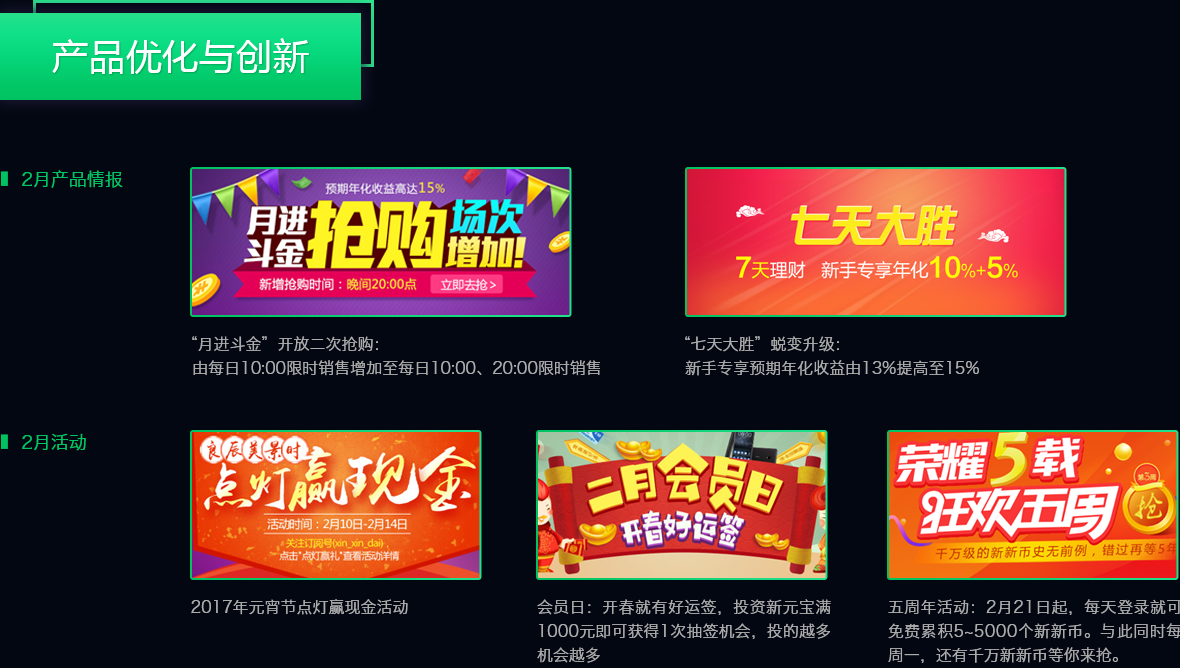 产品优化与创新
2月产品情报
预期年化收益高达15%
月进斗金
抢购
场次增加!
新增抢购时间：晚间20:00点
立即去抢>
七天大胜
7天理财 新手专享年化10%+5%
“月进斗金”开放二次抢购：
由每日10:00限时销售增加至每日10:00、20:00限时销售
“七天大胜”蜕变升级：
新手专享预期年化收益由13%提高至15%
2月活动
良辰美景时
点灯赢现金
活动时间：2月10日-2月14日
关注订阅号(xin_xin_dai)，
点击“点灯赢礼”查看活动详情
二月会员日
开春好运签
荣耀5载
狂欢五周
第5周
抢
千万级的新新币史无前例，错过再等5年
2017年元宵节点灯赢现金活动
会员日：开春就有好运签，投资新元宝满
1000元即可获得1次抽签机会，投的越多
机会越多
五周年活动：2月21日起，每天登录就可
免费累积5~5000个新新币。与此同时每
周一，还有千万新新币等你来抢。